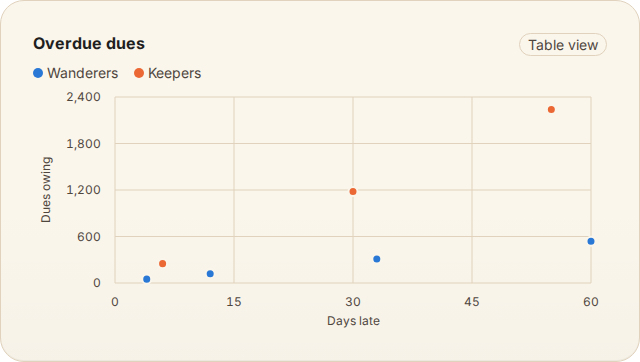 Overdue dues
Table view
Wanderers Keepers
2,400
1,800
1,200
600
0
Dues owing
0 15 30 45 60
Days late